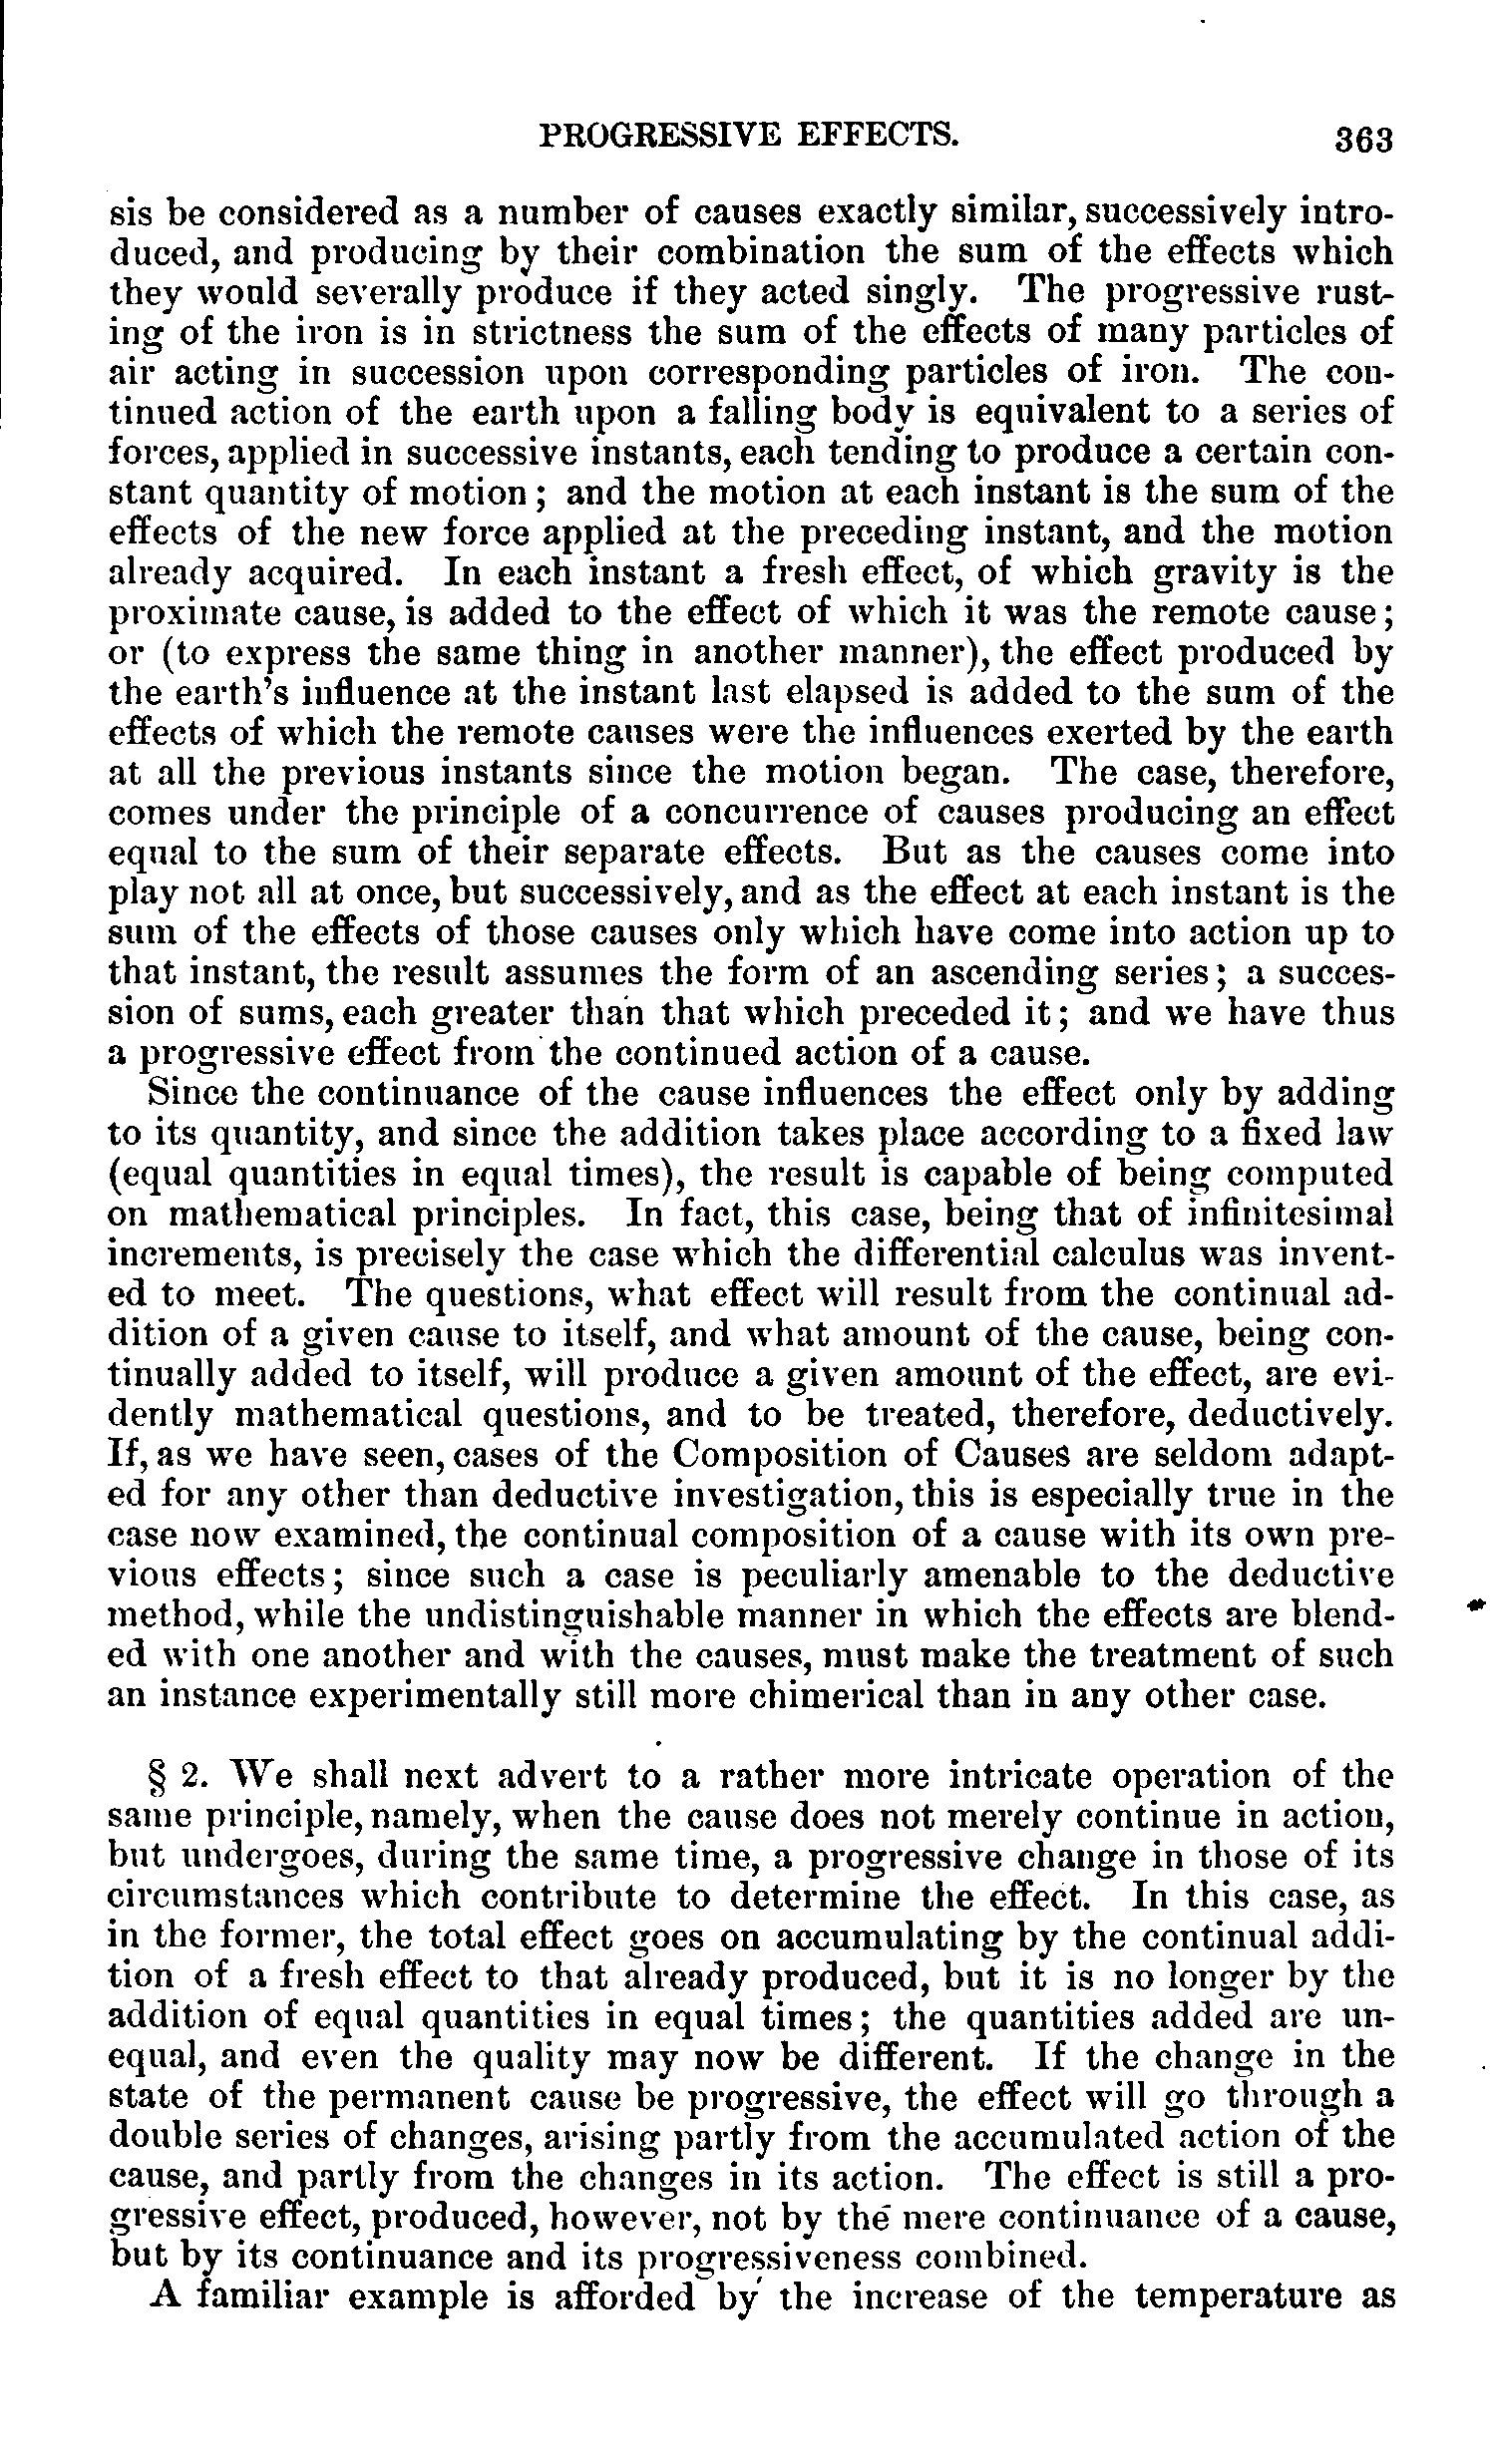 PROGRESSIVE EFFECTS. 363
sis be considered as a number of causes exactly similar, successively intro-
duced, and producing by their combination the sum of the effects which
they would severally produce if they acted singly. The progressive rust-
ing of the iron is in strictness the sum of the effects of many particles of
air acting in succession upon corresponding particles of iron. The con-
tinued action of the earth upon a falling body is equivalent to a series of
forces, applied in successive instants, each tending to produce a certain con-
stant quantity of motion; and the motion at each instant is the sum of the
effects of the new force applied at the preceding instant, and the motion
already acquired. In each instant a fresh effect, of which gravity is the
proximate cause, is added to the effect of which it was the remote cause;
or (to express the same thing in another manner), the effect produced by
the earth's influence at the instant last elapsed is added to the sum of the
effects of which the remote causes were the influences exerted by the earth
at all the previous instants since the motion began. The case, therefore,
comes under the principle of a concurrence of causes producing an effect
equal to the sum of their separate effects. But as the causes come into
play not all at once, but successively, and as the effect at each instant is the
sum of the effects of those causes only which have come into action up to
that instant, the result assumes the form of an ascending series; a succes-
sion of sums, each greater than that which preceded it; and we have thus
a progressive effect from the continued action of a cause.
Since the continuance of the cause influences the effect only by adding
to its quantity, and since the addition takes place according to a fixed law
(equal quantities in equal times), the result is capable of being computed
on mathematical principles. In fact, this case, being that of infinitesimal
increments, is precisely the case which the differential calculus was invent-
ed to meet. The questions, what effect will result from the continual ad-
dition of a given cause to itself, and what amount of the cause, being con-
tinually added to itself, will produce a given amount of the effect, are evi-
dently mathematical questions, and to be treated, therefore, deductively.
If, as we have seen, cases of the Composition of Causes are seldom adapt-
ed for any other than deductive investigation, this is especially true in the
case now examined, the continual composition of a cause with its own pre-
vious effects; since such a case is peculiarly amenable to the deductive
method, while the undistinguishable manner in which the effects are blend-
ed with one another and with the causes, must make the treatment of such
an instance experimentally still more chimerical than in any other case.
§ 2. We shall next advert to a rather more intricate operation of the
same principle, namely, when the cause does not merely continue in action,
but undergoes, during the same time, a progressive change in those of its
circumstances which contribute to determine the effect. In this case, as
in the former, the total effect goes on accumulating by the continual addi-
tion of a fresh effect to that already produced, but it is no longer by the
addition of equal quantities in equal times; the quantities added are un-
equal, and even the quality may now be different. If the change in the
state of the permanent cause be progressive, the effect will go through a
double series of changes, arising partly from the accumulated action of the
cause, and partly from the changes in its action. The effect is still a pro-
gressive effect, produced, however, not by the mere continuance of a cause,
but by its continuance and its progressiveness combined.
A familiar example is afforded by the increase of the temperature as